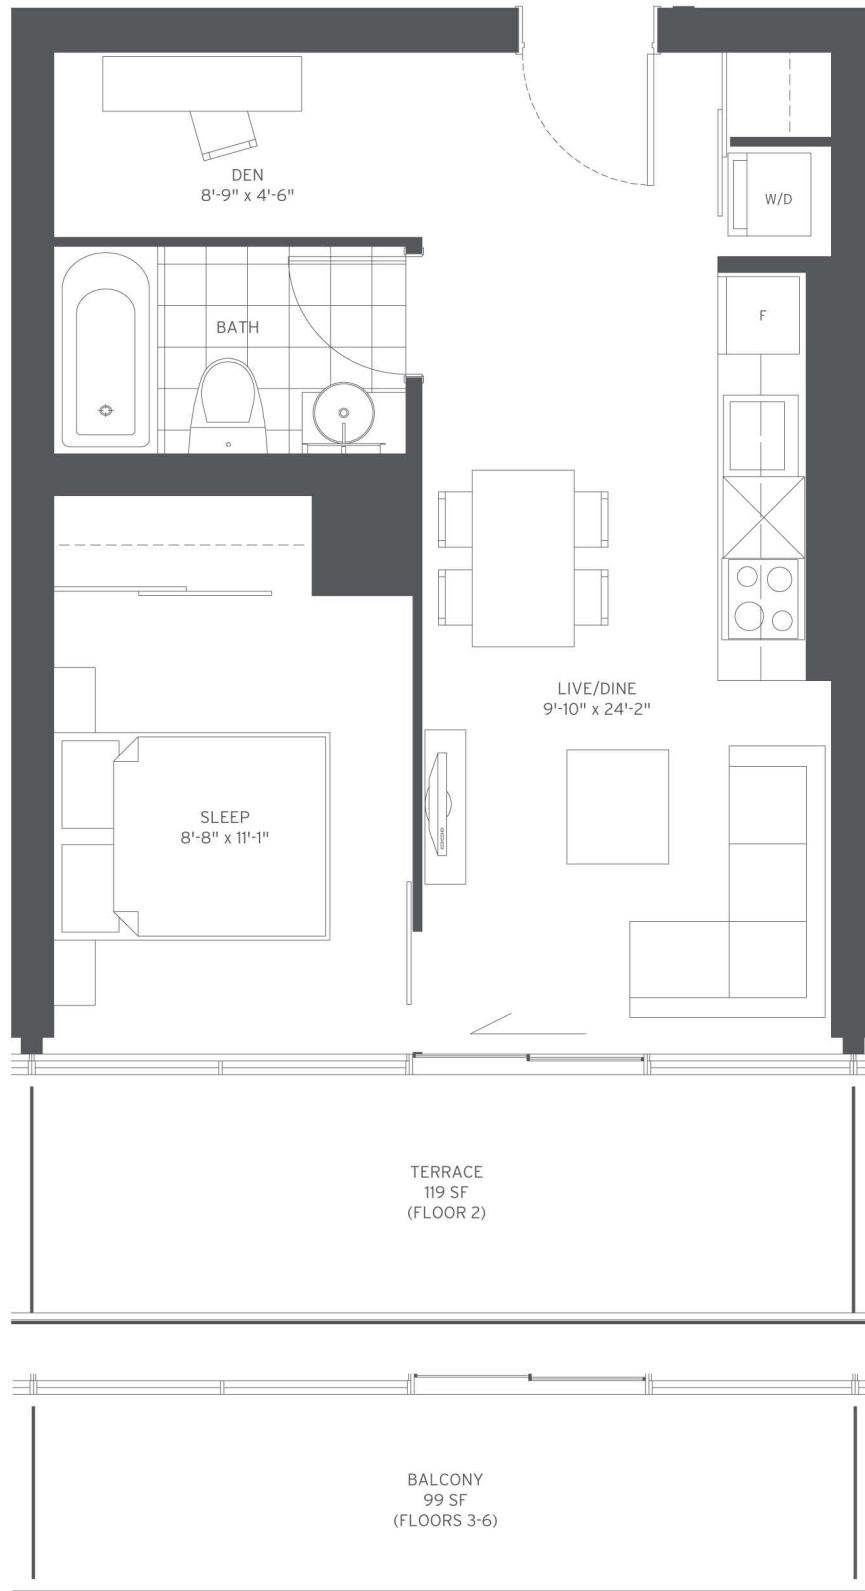 DEN
8'-9" x 4'-6"
W/D
BATH
F
LIVE/DINE
9'-10" x 24'-2"
SLEEP
8'-8" x 11'-1"
TERRACE
119 SF
(FLOOR 2)
BALCONY
99 SF
(FLOORS 3-6)